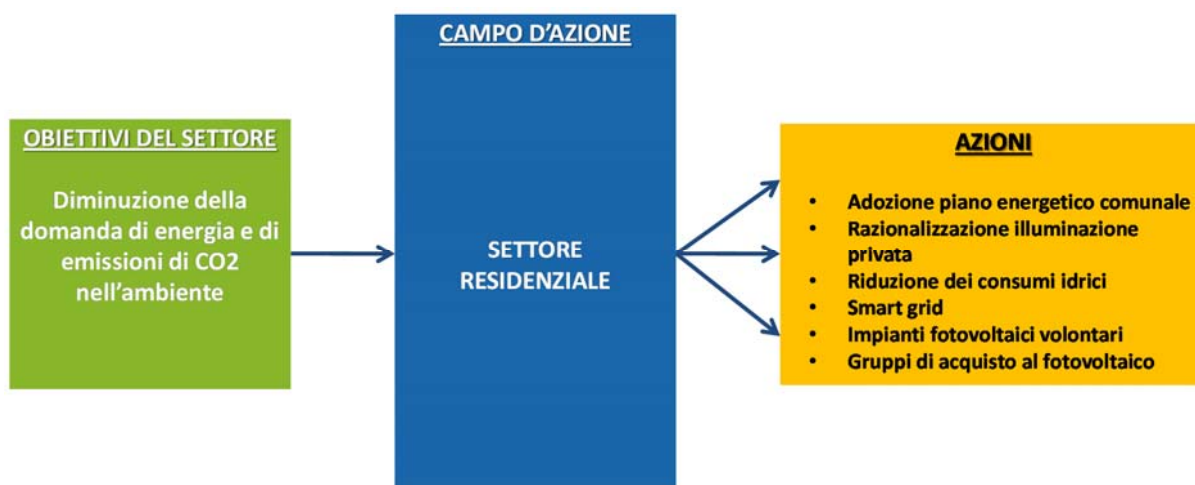 OBIETTIVI DEL SETTORE
Diminuzione della
domanda di energia e di
emissioni di CO2
nell'ambiente
CAMPO D'AZIONE
SETTORE
RESIDENZIALE
AZIONI
• Adozione piano energetico comunale
• Razionalizzazione illuminazione
privata
• Riduzione dei consumi idrici
• Smart grid
• Impianti fotovoltaici volontari
• Gruppi di acquisto al fotovoltaico